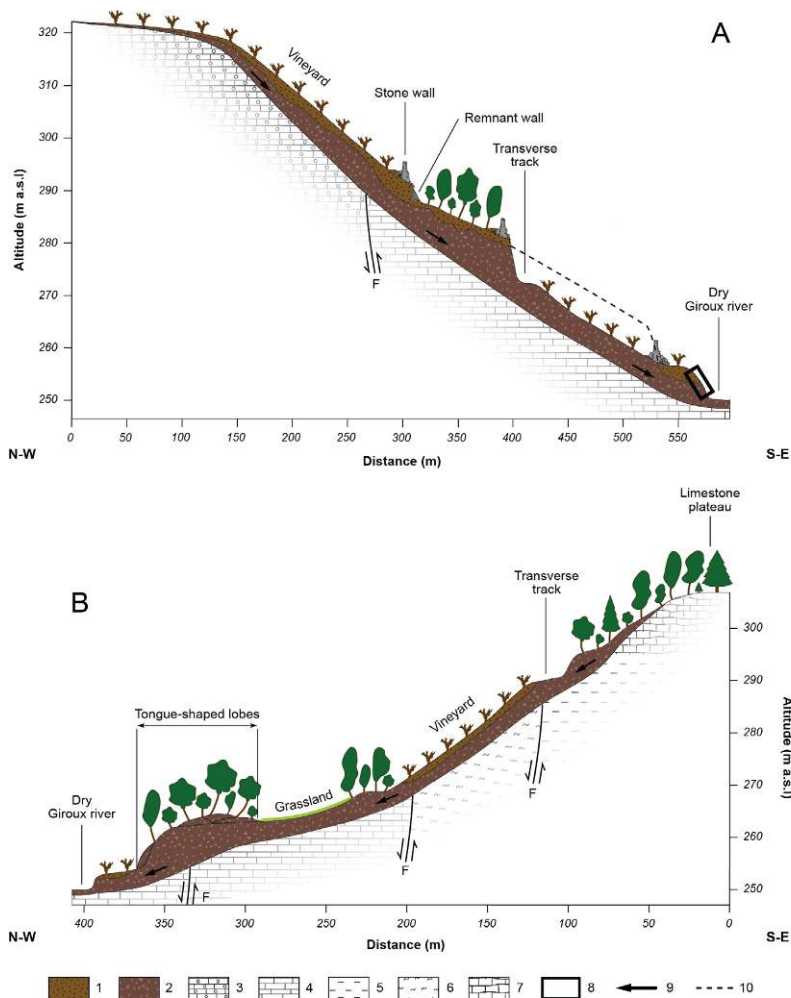 A
320
310
300
290
280
270
260
250
Altitude (m a.s.l)
Vineyard
Stone wall
Remnant wall
Transverse
track
Dry
Giroux river
F
0
50
100
150
200
250
300
350
400
450
500
550
N-W
Distance (m)
S-E
Limestone
plateau
B
Transverse
track
Tongue-shaped lobes
Vineyard
Grassland
Dry
Giroux river
F
F
F
300
290
280
270
260
250
Altitude (m a.s.l)
400
350
300
250
200
150
100
50
0
N-W
Distance (m)
S-E
1 2 3 4 5 6 7 8 9 10